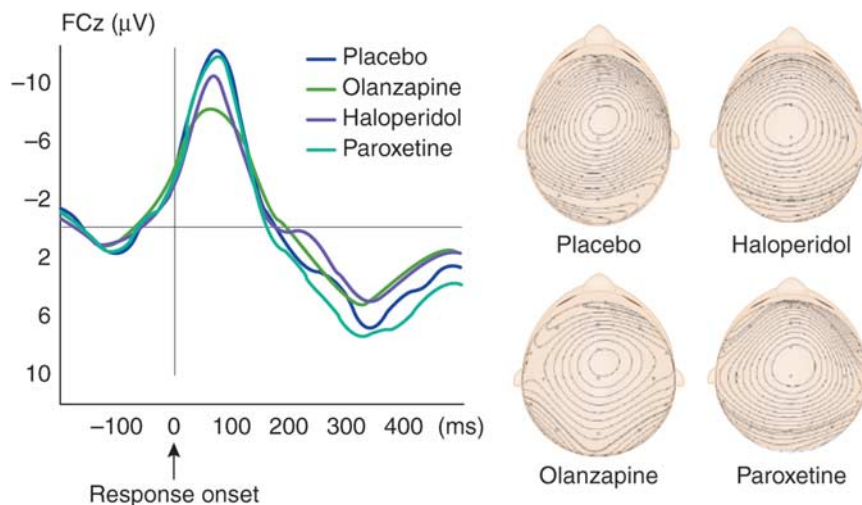 FCz (μV)
Placebo
Olanzapine
Haloperidol
Paroxetine
−10
−6
−2
2
6
10
−100 0 100 200 300 400 (ms)
Response onset
Placebo Haloperidol
Olanzapine Paroxetine